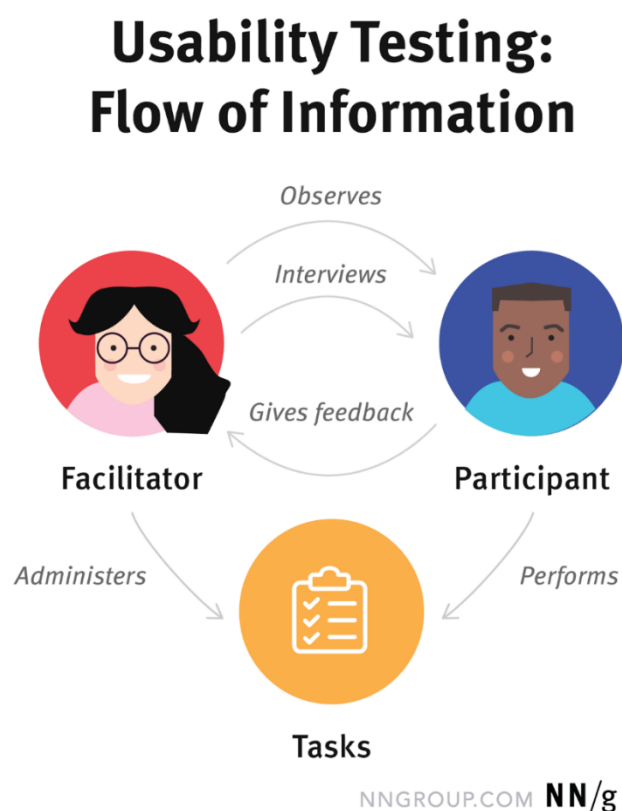 Usability Testing:
Flow of Information
Observes
Interviews
Gives feedback
Facilitator
Participant
Administers
Performs
Tasks
NNGROUP.COM NN/g